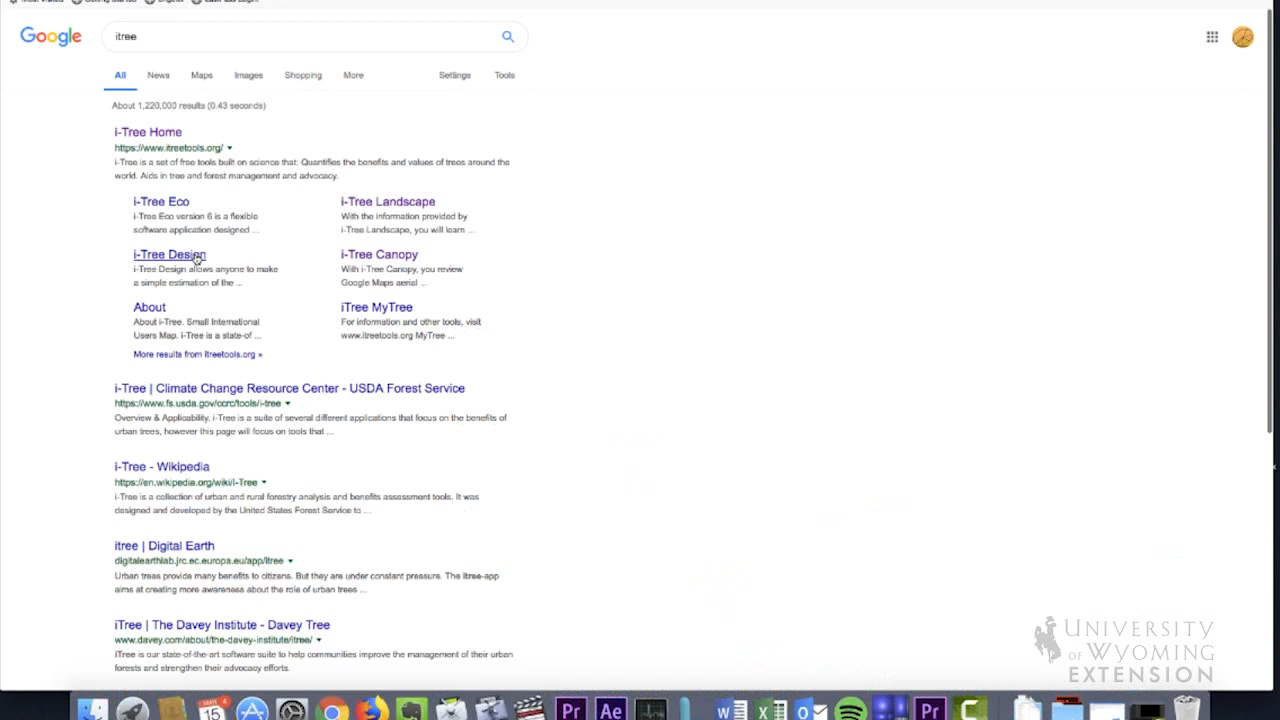 Google
itree
All News Maps Images Shopping More Settings Tools
About 1,220,000 results (0.43 seconds)
i-Tree Home
https://www.itreetools.org/
i-Tree is a set of free tools built on science that: Quantifies the benefits and values of trees around the
world. Aids in tree and forest management and advocacy.
i-Tree Eco
i-Tree Eco version 6 is a flexible
software application designed ...
i-Tree Landscape
With the information provided by
i-Tree Landscape, you will learn ...
i-Tree Design
i-Tree Design allows anyone to make
a simple estimation of the ...
i-Tree Canopy
With i-Tree Canopy, you review
Google Maps aerial ...
About
About i-Tree. Small International
Users Map. i-Tree is a state-of ...
iTree MyTree
For information and other tools, visit
www.itreetools.org MyTree ...
More results from itreetools.org »
i-Tree | Climate Change Resource Center - USDA Forest Service
https://www.fs.usda.gov/ccrc/tools/i-tree
Overview & Applicability. i-Tree is a suite of several different applications that focus on the benefits of
urban trees, however this page will focus on tools that ...
i-Tree - Wikipedia
https://en.wikipedia.org/wiki/I-Tree
i-Tree is a collection of urban and rural forestry analysis and benefits assessment tools. It was
designed and developed by the United States Forest Service to ...
itree | Digital Earth
digitalearthlab.jrc.ec.europa.eu/app/itree
Urban trees provide many benefits to citizens. But they are under constant pressure. The itree-app
aims at creating more awareness about the role of urban trees ...
iTree | The Davey Institute - Davey Tree
www.davey.com/about/the-davey-institute/itree/
iTree is our state-of-the-art software suite to help communities improve the management of their urban
forests and strengthen their advocacy efforts.
UNIVERSITY
OF WYOMING
EXTENSION
15
Pr Ae
Pr